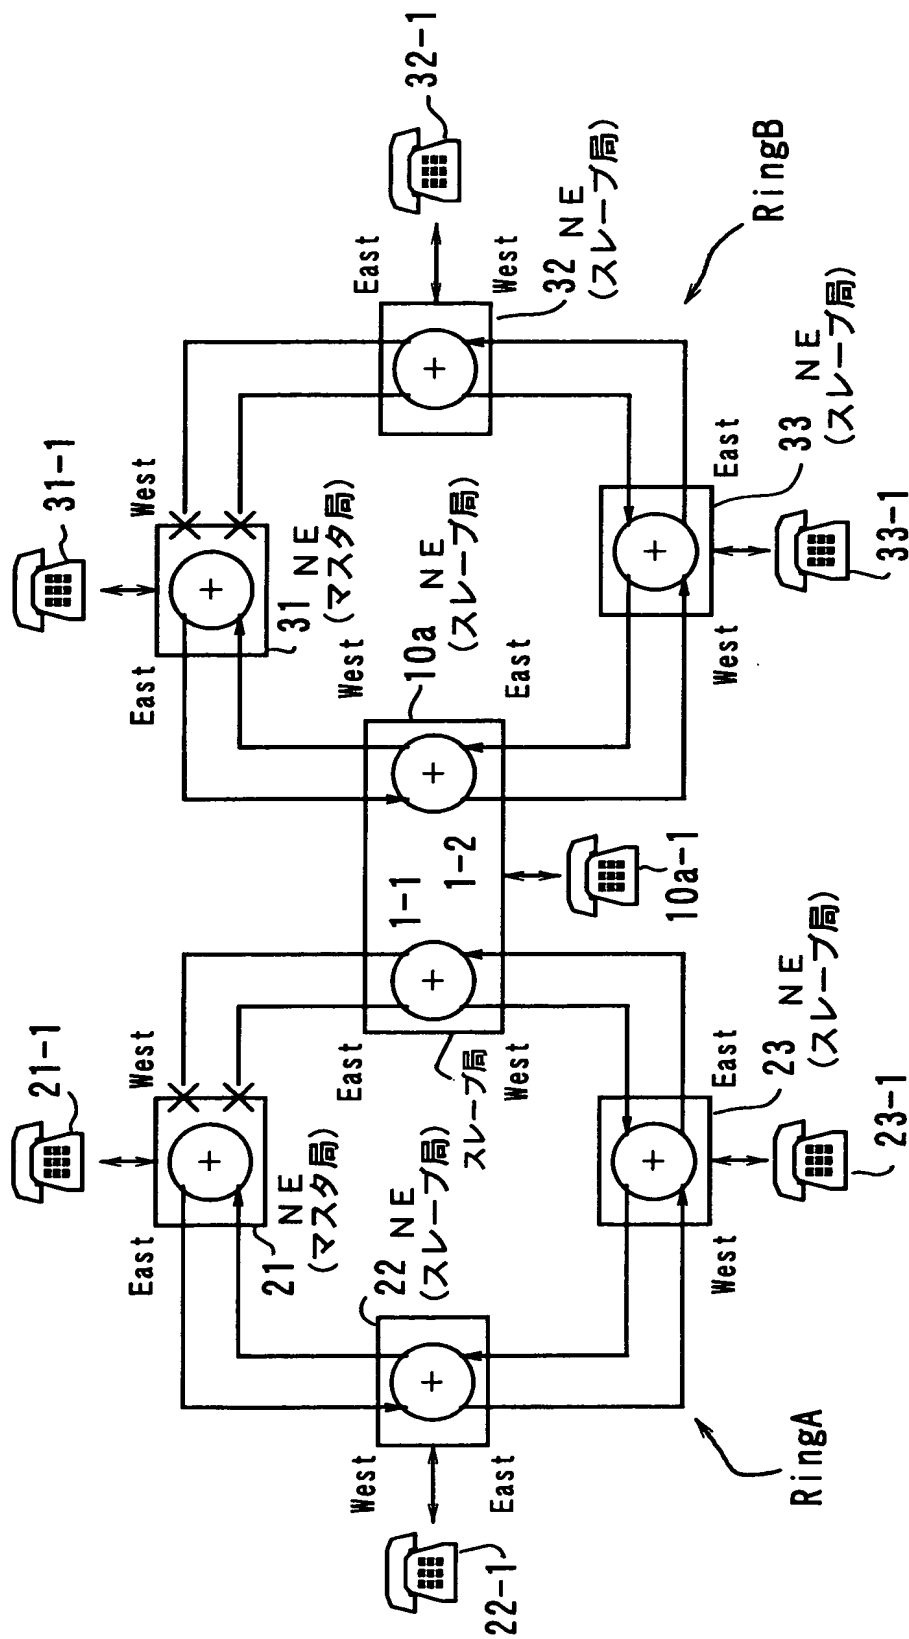 21-1
31-1
East
West
East
West
21 NE
(マスタ局)
31 NE
(マスタ局)
West
East
West
East
22 NE
(スレーブ局)
10a NE
(スレーブ局)
32-1
1-1
1-2
スレーブ局
East
West
East
West
22-1
32 NE
(スレーブ局)
10a-1
West
East
West
East
23 NE
(スレーブ局)
33 NE
(スレーブ局)
RingA
RingB
23-1
33-1